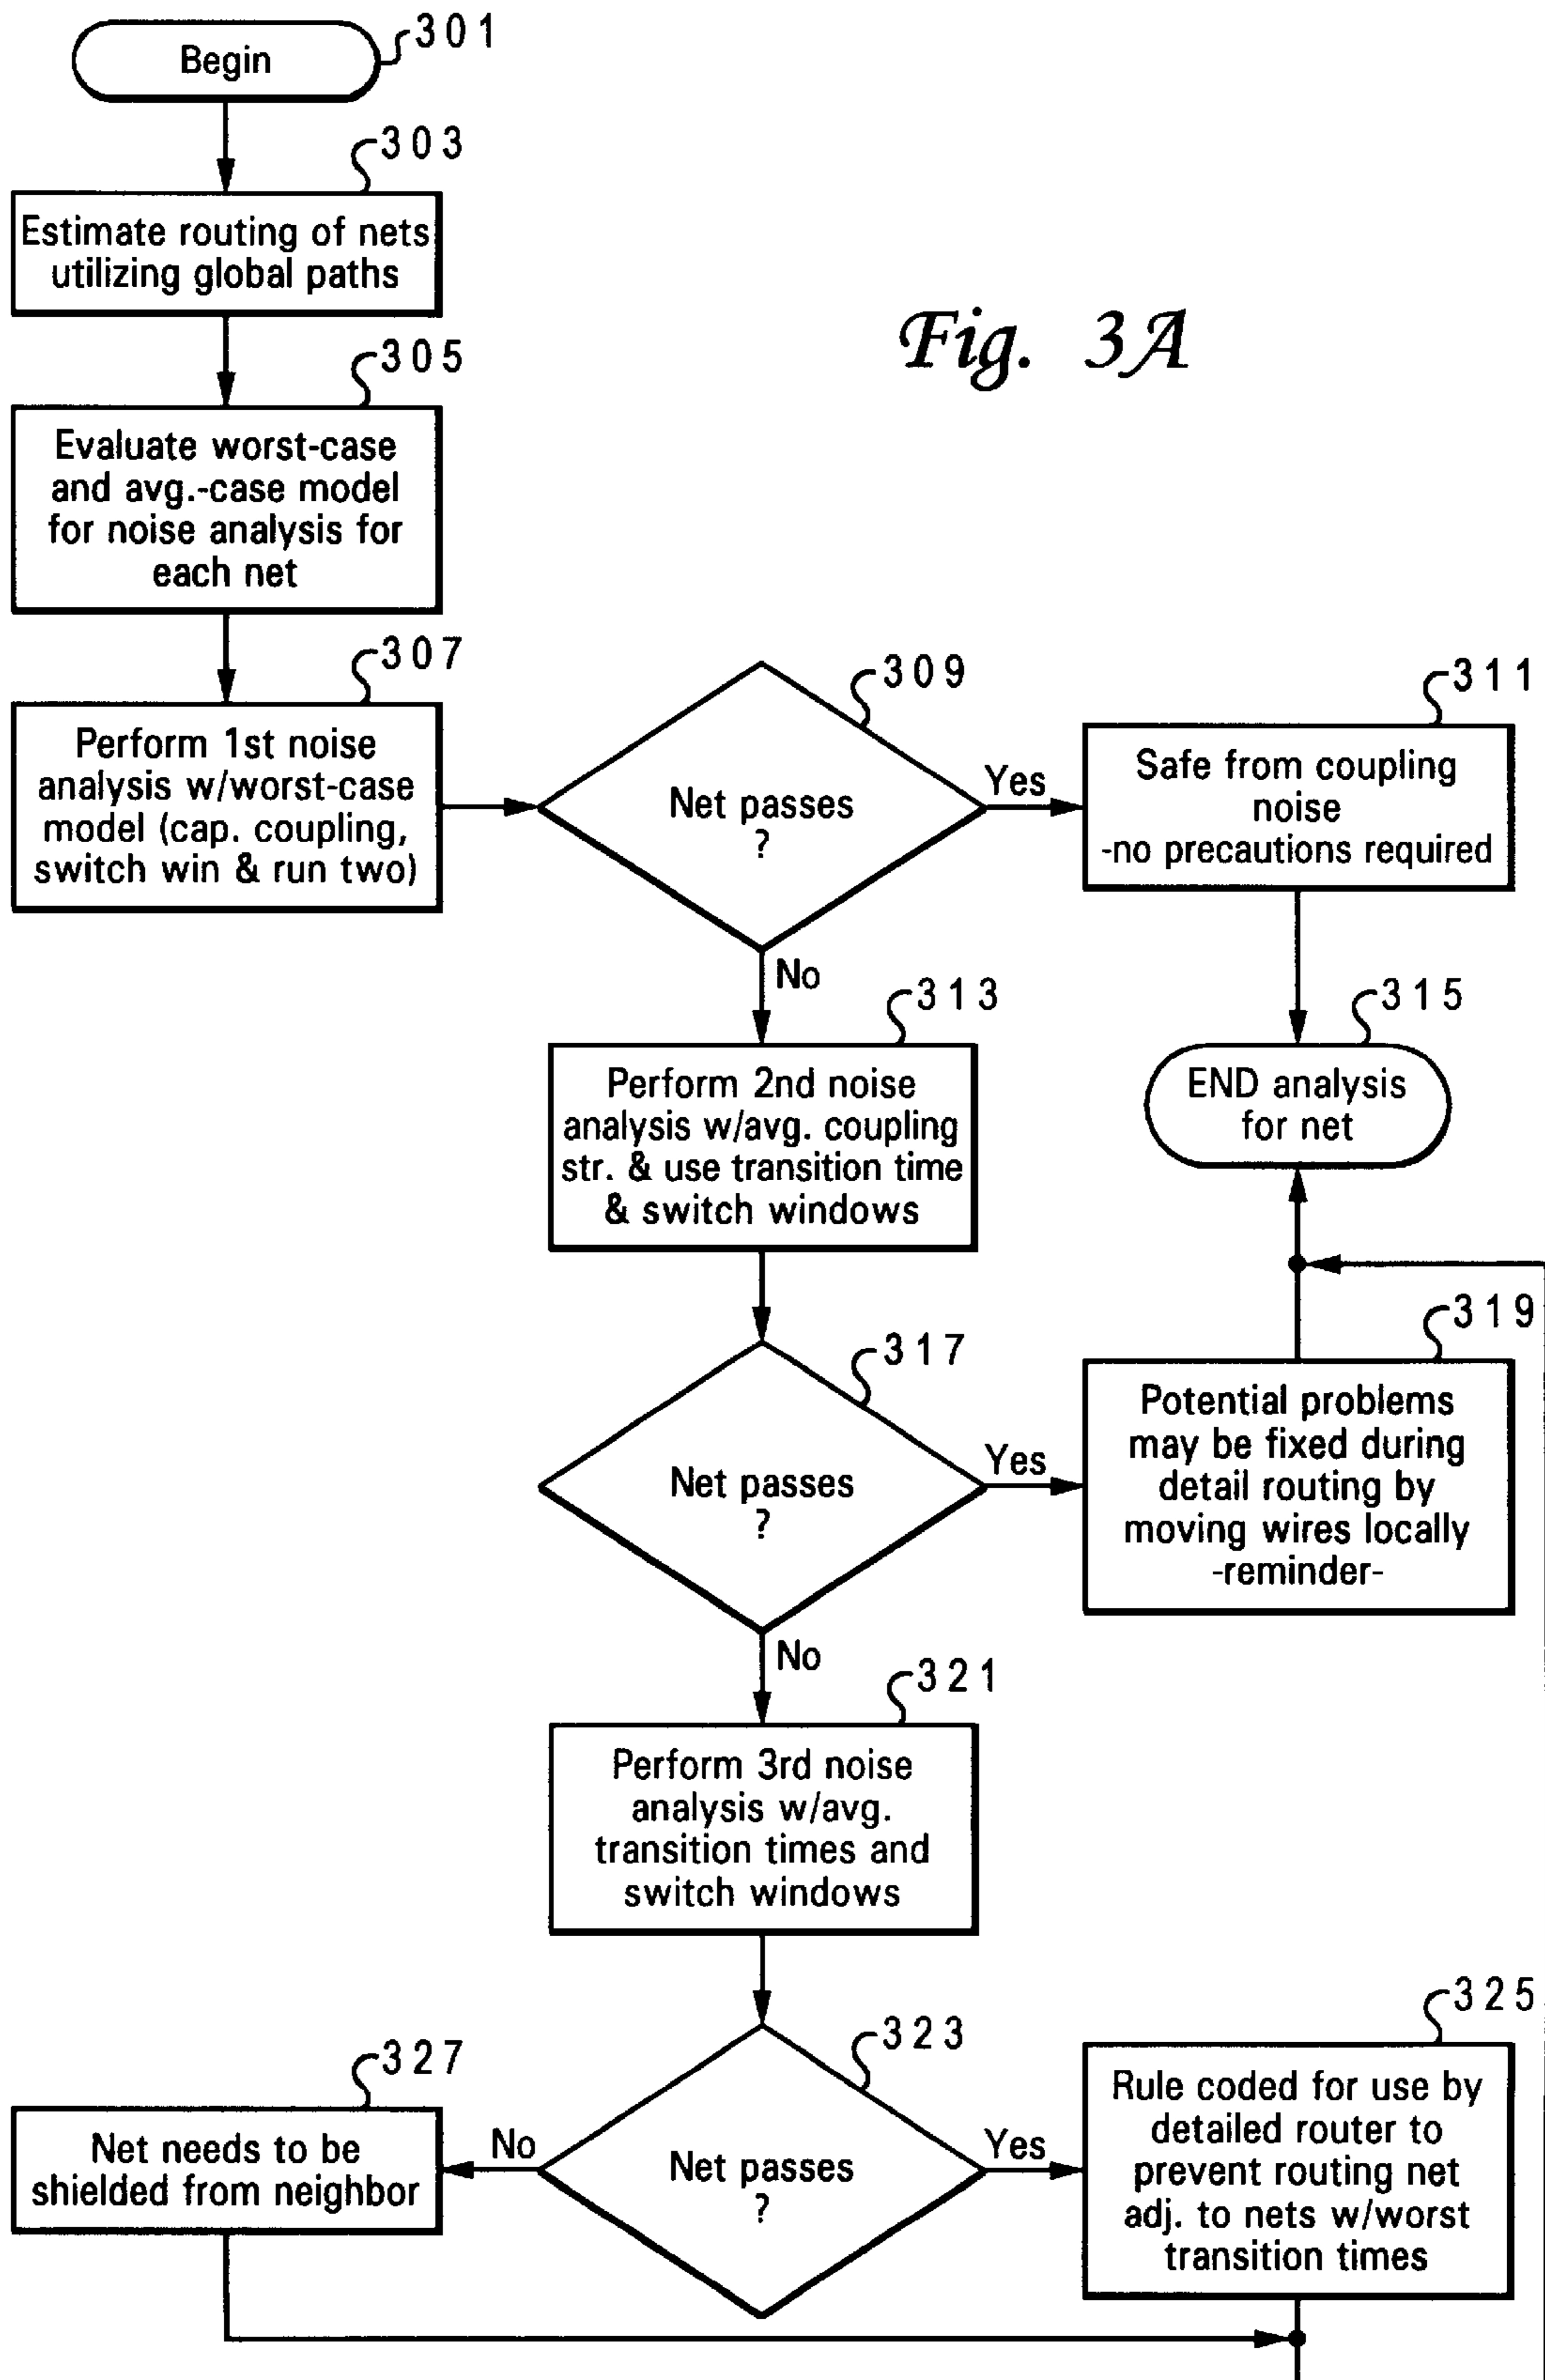 301
Begin
303
Estimate routing of nets
utilizing global paths
Fig. 3A
305
Evaluate worst-case
and avg.-case model
for noise analysis for
each net
307
Perform 1st noise
analysis w/worst-case
model (cap. coupling,
switch win & run two)
309
Net passes
?
Yes
No
311
Safe from coupling
noise
-no precautions required
313
Perform 2nd noise
analysis w/avg. coupling
str. & use transition time
& switch windows
315
END analysis
for net
317
Net passes
?
Yes
No
319
Potential problems
may be fixed during
detail routing by
moving wires locally
-reminder-
321
Perform 3rd noise
analysis w/avg.
transition times and
switch windows
323
Net passes
?
No
Yes
325
Rule coded for use by
detailed router to
prevent routing net
adj. to nets w/worst
transition times
327
Net needs to be
shielded from neighbor